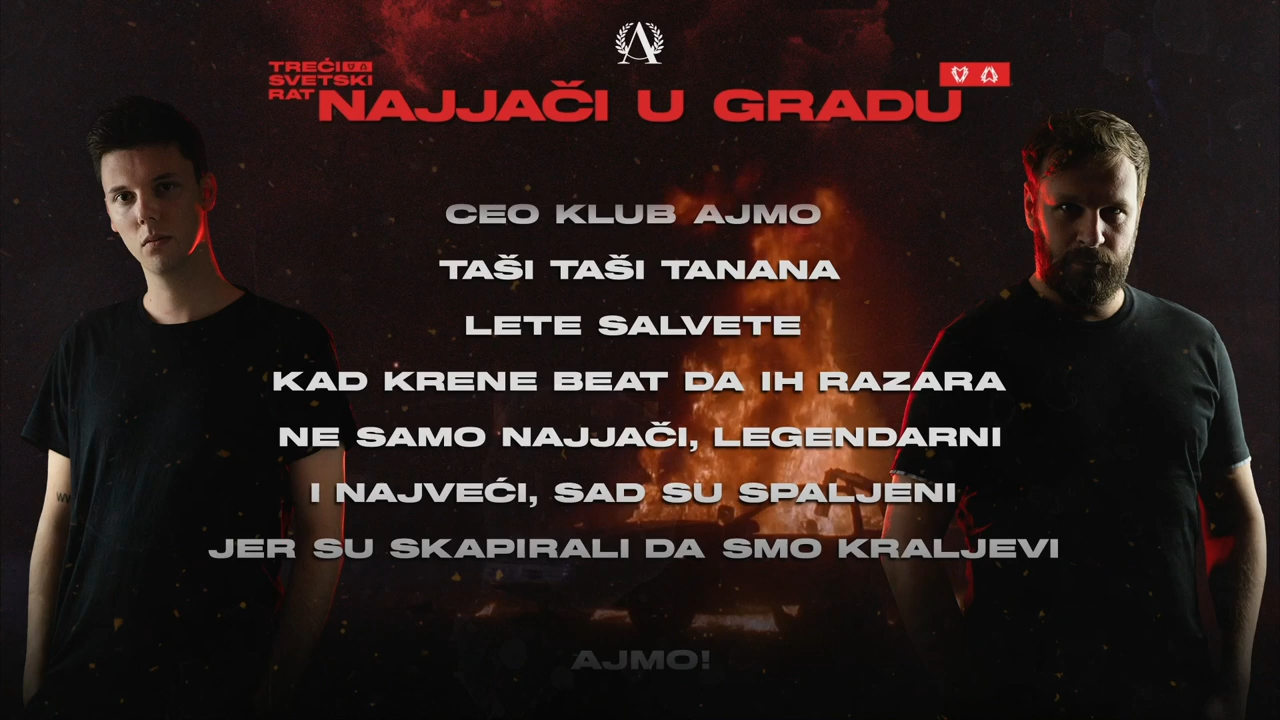 A
TREĆI
SVETSKI
RAT
NAJJAČI U GRADU
CEO KLUB AJMO
TAŠI TAŠI TANANA
LETE SALVETE
KAD KRENE BEAT DA IH RAZARA
NE SAMO NAJJAČI, LEGENDARNI
I NAJVEĆI, SAD SU SPALJENI
JER SU SKAPIRALI DA SMO KRALJEVI
AJMO!